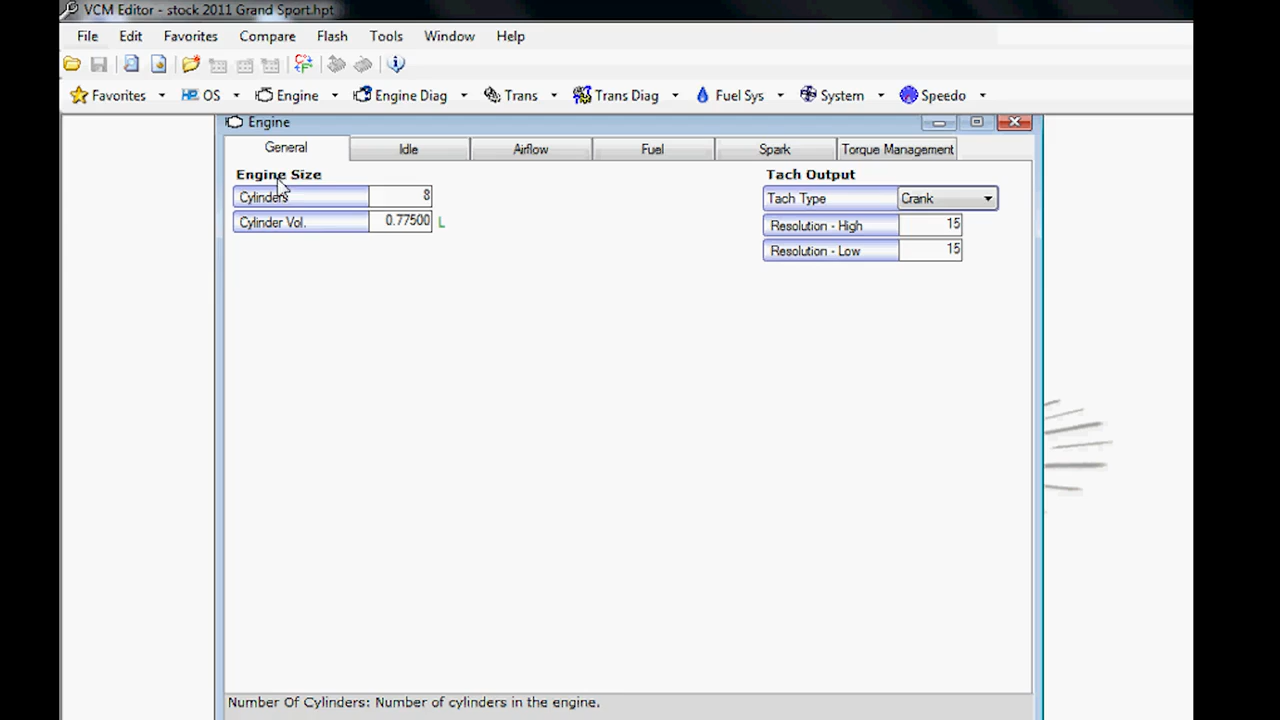 VCM Editor - stock 2011 Grand Sport.hpt
File Edit Favorites Compare Flash Tools Window Help
Favorites OS Engine Engine Diag Trans Trans Diag Fuel Sys System Speedo
Engine
General Idle Airflow Fuel Spark Torque Management
Engine Size Tach Output
Cylinders 8 Tach Type Crank
Cylinder Vol. 0.77500 L Resolution - High 15
Resolution - Low 15
Number Of Cylinders: Number of cylinders in the engine.